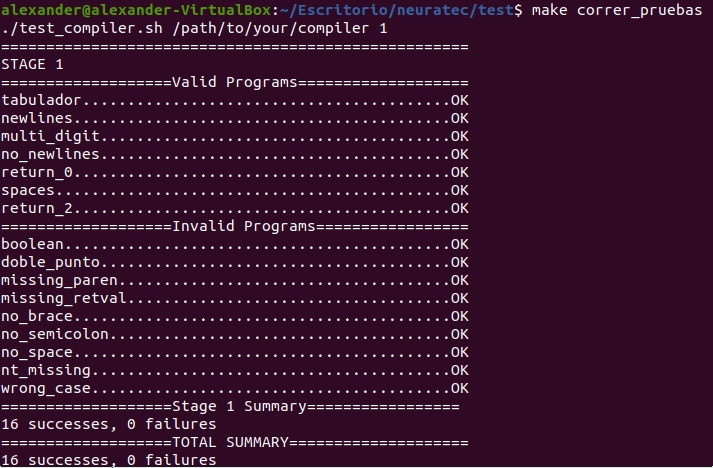 alexander@alexander-VirtualBox:~/Escritorio/neuratec/test$ make correr_pruebas
./test_compiler.sh /path/to/your/compiler 1
====================================================
STAGE 1
===================Valid Programs===================
tabulador.........................................OK
newlines..........................................OK
multi_digit.......................................OK
no_newlines.......................................OK
return_0..........................................OK
spaces............................................OK
return_2..........................................OK
===================Invalid Programs=================
boolean...........................................OK
doble_punto.......................................OK
missing_paren.....................................OK
missing_retval....................................OK
no_brace..........................................OK
no_semicolon......................................OK
no_space..........................................OK
nt_missing........................................OK
wrong_case........................................OK
===================Stage 1 Summary=================
16 successes, 0 failures
===================TOTAL SUMMARY====================
16 successes, 0 failures